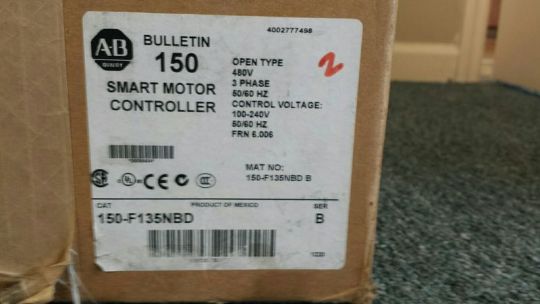 4002777498
A-B
QUALITY
BULLETIN
150
SMART MOTOR
CONTROLLER
OPEN TYPE
480V
3 PHASE
50/60 HZ
CONTROL VOLTAGE:
100-240V
50/60 HZ
FRN 6.006
2
MAT NO:
150-F135NBD B
PRODUCT OF MEXICO
CAT
SER
150-F135NBD
B